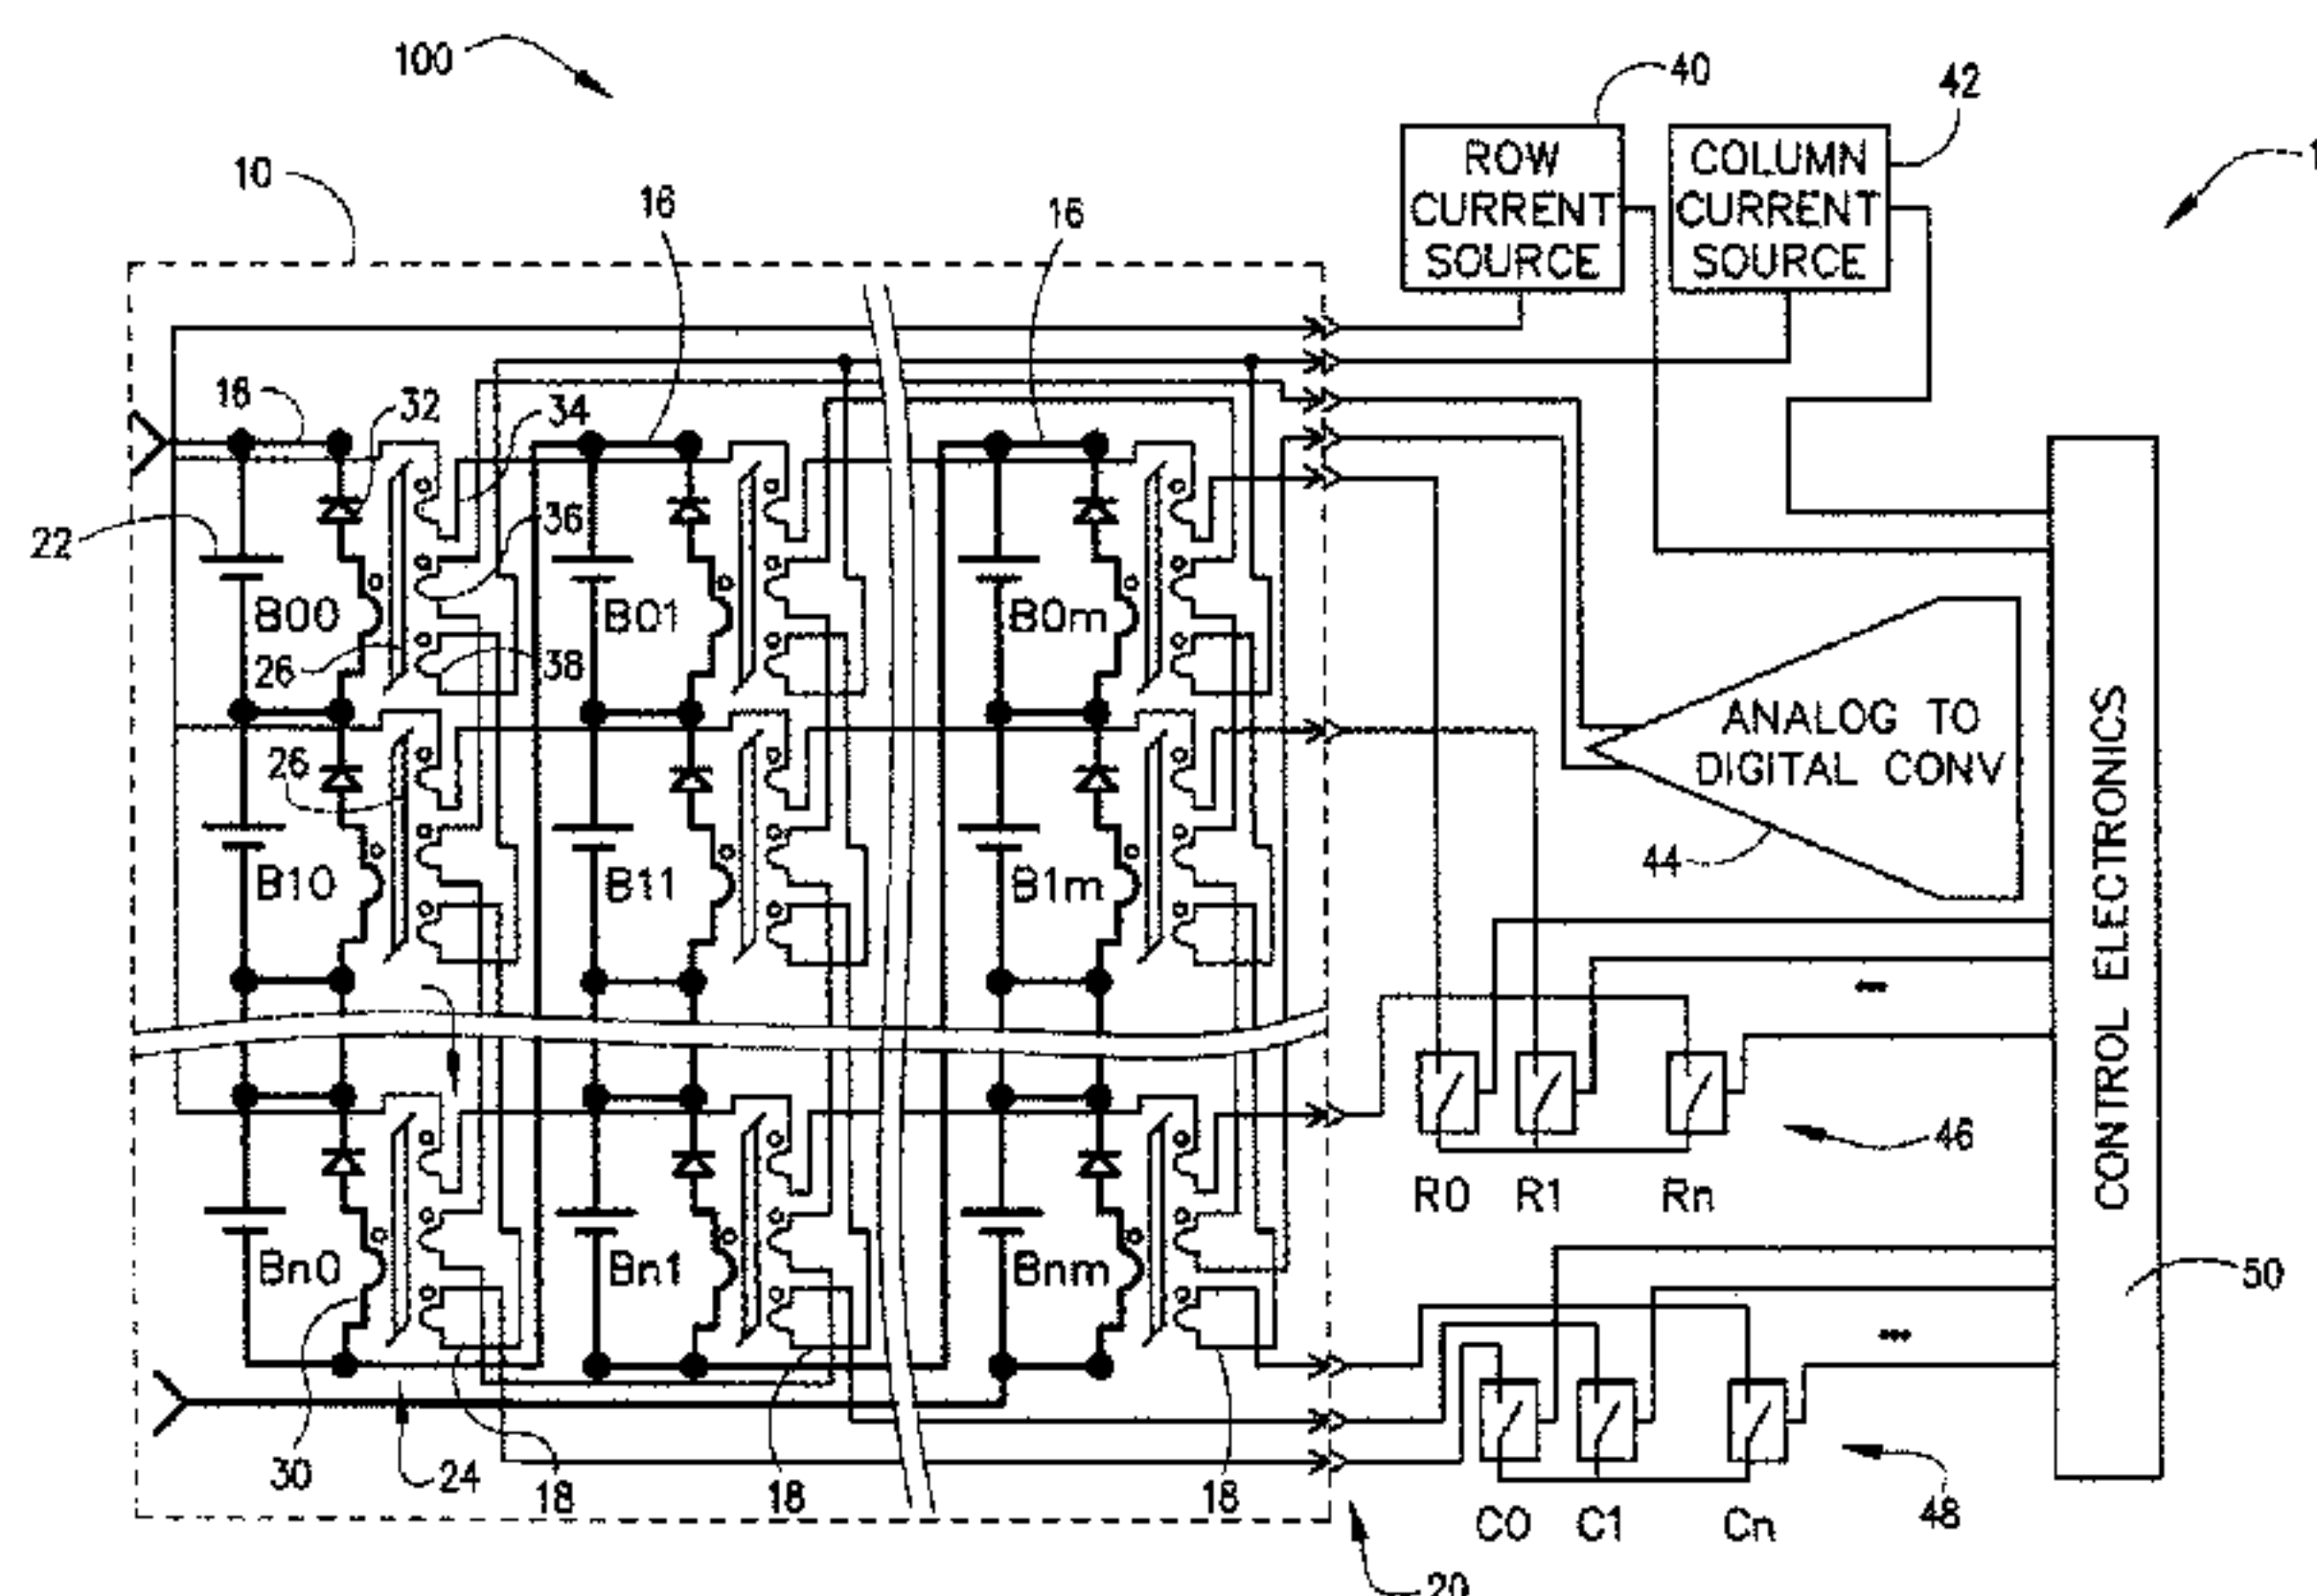 100
40
42
10
16
16
ROW
CURRENT
SOURCE
COLUMN
CURRENT
SOURCE
16
32
34
36
22
B00
B01
B0m
26
38
ANALOG TO
DIGITAL CONV
26
44
B10
B11
B1m
CONTROL ELECTRONICS
...
R0 R1 Rn
46
Bn0
Bn1
Bnm
50
...
30
24
18
18
18
C0 C1 Cn
48
20